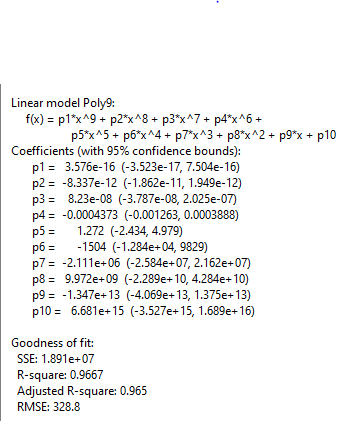 Linear model Poly9:
f(x) = p1*x^9 + p2*x^8 + p3*x^7 + p4*x^6 +
p5*x^5 + p6*x^4 + p7*x^3 + p8*x^2 + p9*x + p10
Coefficients (with 95% confidence bounds):
p1 = 3.576e-16 (-3.523e-17, 7.504e-16)
p2 = -8.337e-12 (-1.862e-11, 1.949e-12)
p3 = 8.23e-08 (-3.787e-08, 2.025e-07)
p4 = -0.0004373 (-0.001263, 0.0003888)
p5 = 1.272 (-2.434, 4.979)
p6 = -1504 (-1.284e+04, 9829)
p7 = -2.111e+06 (-2.584e+07, 2.162e+07)
p8 = 9.972e+09 (-2.289e+10, 4.284e+10)
p9 = -1.347e+13 (-4.069e+13, 1.375e+13)
p10 = 6.681e+15 (-3.527e+15, 1.689e+16)
Goodness of fit:
SSE: 1.891e+07
R-square: 0.9667
Adjusted R-square: 0.965
RMSE: 328.8